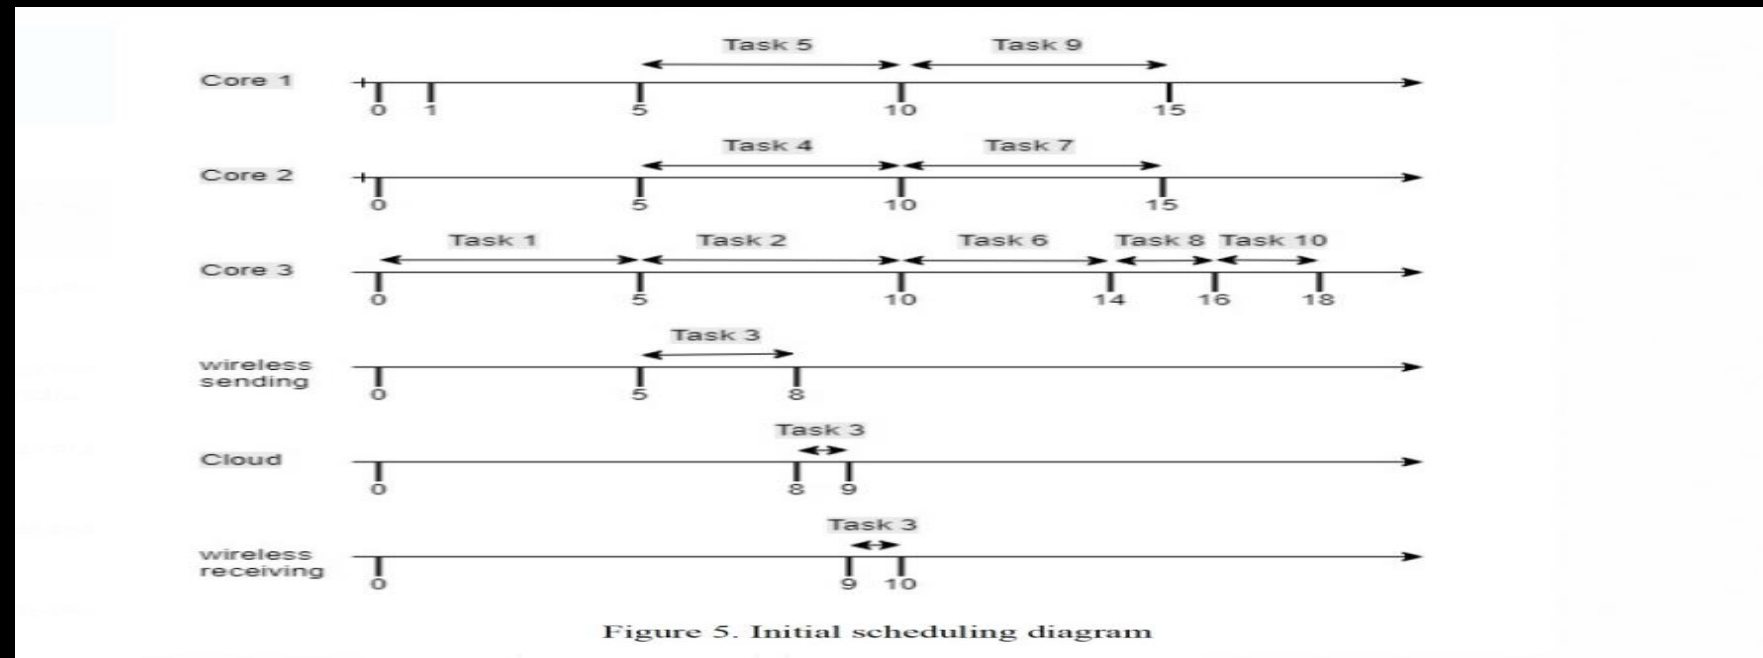 Task 5 Task 9
Core 1
0 1 5 10 15
Task 4 Task 7
Core 2
0 5 10 15
Task 1 Task 2 Task 6 Task 8 Task 10
Core 3
0 5 10 14 16 18
Task 3
wireless
sending
0 5 8
Task 3
Cloud
0 8 9
Task 3
wireless
receiving
0 9 10
Figure 5. Initial scheduling diagram